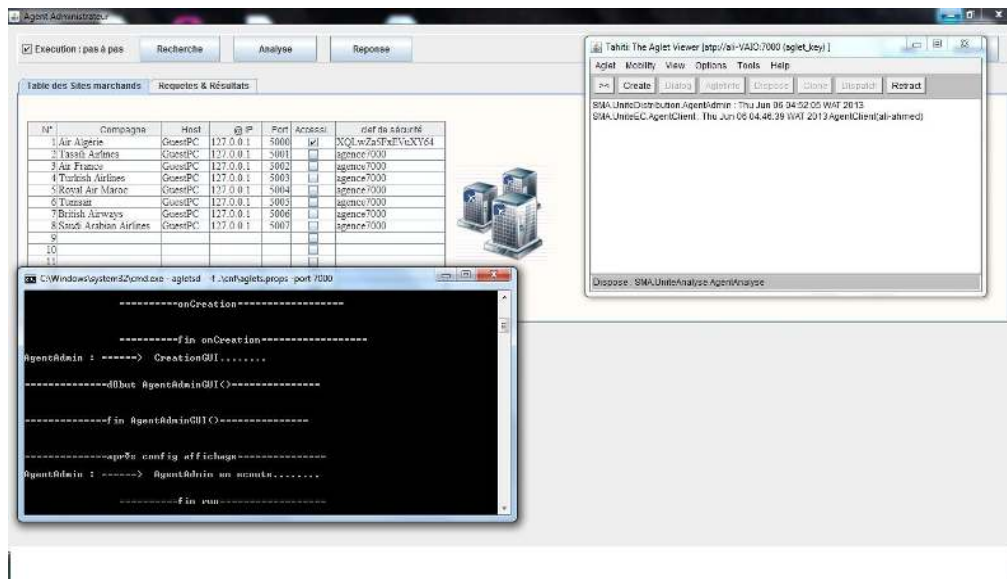 Agent Administrateur
Execution : pas à pas Recherche Analyse Reponse
Table des Sites marchands Requetes & Résultats
N° Compagne Host @ IP Port Accessi. clef de sécurité
1 Air Algérie GuestPC 127.0.0.1 5000
2 Tassili Airlines GuestPC 127.0.0.1 5001 agence7000
3 Air France GuestPC 127.0.0.1 5002 agence7000
4 Turkish Airlines GuestPC 127.0.0.1 5003 agence7000
5 Royal Air Maroc GuestPC 127.0.0.1 5004 agence7000
6 Tunisair GuestPC 127.0.0.1 5005 agence7000
7 British Airways GuestPC 127.0.0.1 5006 agence7000
8 Saudi Arabian Airlines GuestPC 127.0.0.1 5007 agence7000
9
10
11
Tahiti: The Aglet Viewer [atp://ali-VAIO:7000 (aglet_key) ]
Aglet Mobility View Options Tools Help
Create Dialog AgletInfo Dispose Clone Dispatch Retract
SMA.UniteDistribution.AgentAdmin : Thu Jun 06 04:52:05 WAT 2013
SMA.UniteEC.AgentClient : Thu Jun 06 04:46:39 WAT 2013 AgentClient(ali-ahmed)
Dispose : SMA.UniteAnalyse.AgentAnalyse
C:\Windows\system32\cmd.exe - agletsd -f ..\cnf\aglets.props -port 7000
----------onCreation------------------
----------fin onCreation------------------
AgentAdmin : ------> CreationGUI........
--------------dÚbut AgentAdminGUI()---------------
--------------fin AgentAdminGUI()---------------
--------------config affichage---------------
AgentAdmin : ------> AgentAdmin en ecoute........
----------fin run------------------